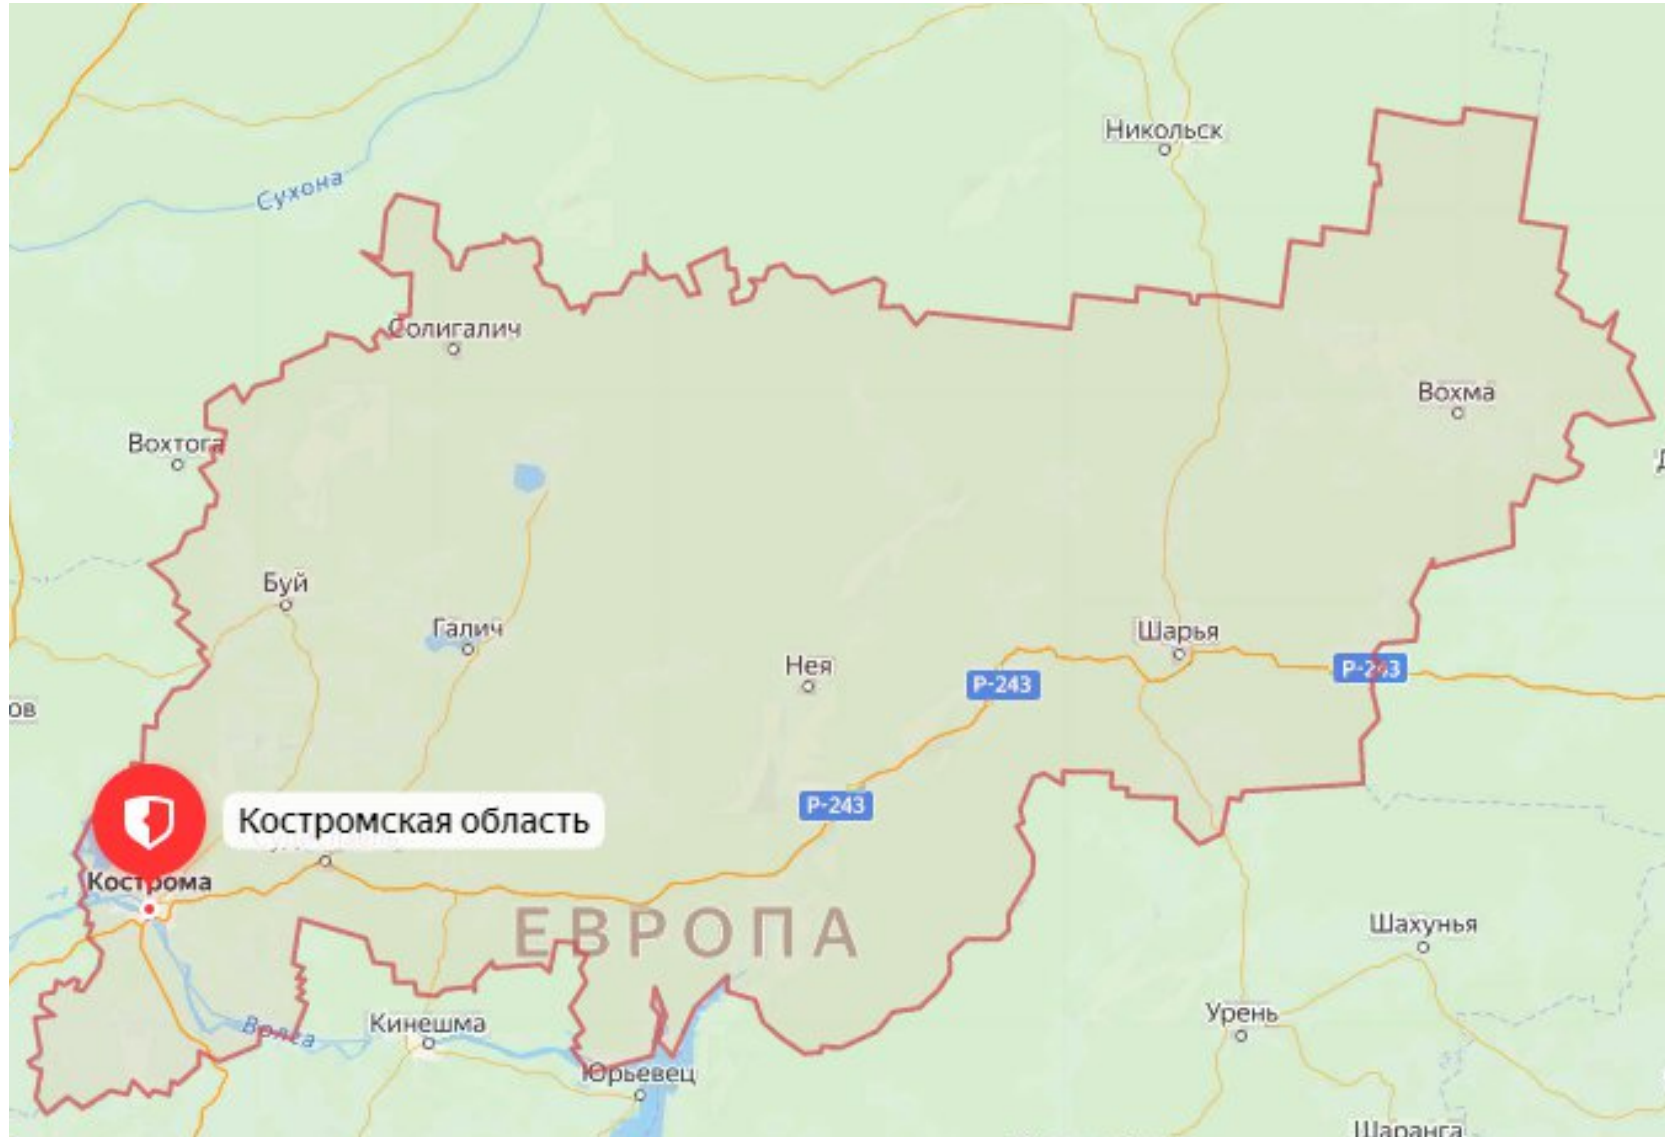 Никольск
Сухона
Солигалич
Вохма
Вохтога
Буй
Галич
Шарья
Нея
Р-243
Р-243
ов
Р-243
Костромская область
Кострома
ЕВРОПА
Шахунья
Волга
Кинешма
Урень
Юрьевец
Шаранга